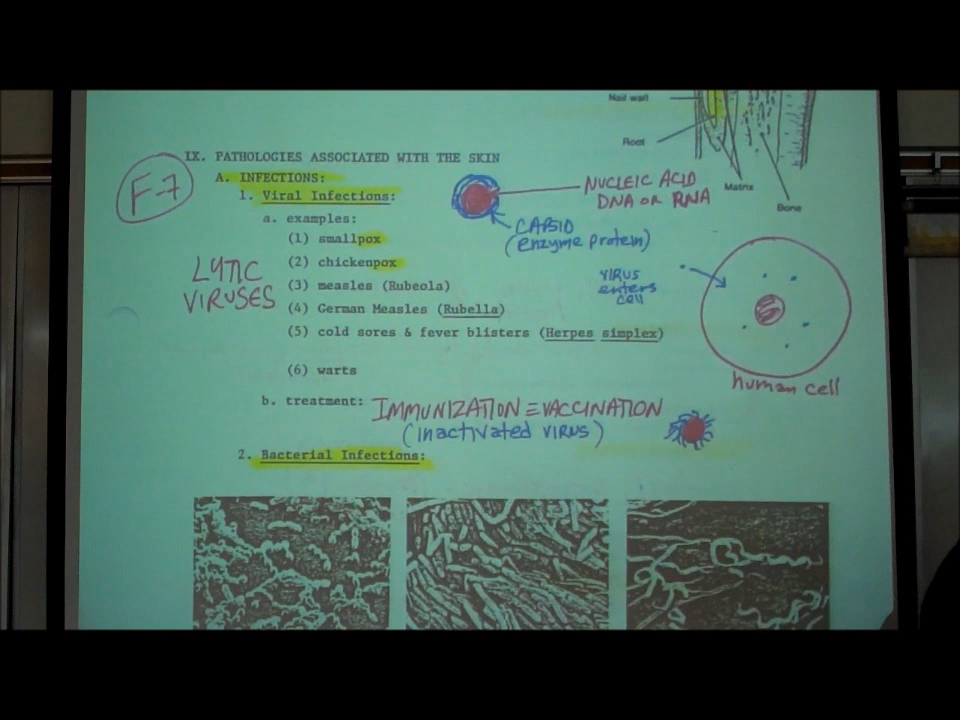 Nail wall
Root
Matrix
Bone
F-7
IX. PATHOLOGIES ASSOCIATED WITH THE SKIN
A. INFECTIONS:
1. Viral Infections:
a. examples:
(1) smallpox
(2) chickenpox
(3) measles (Rubeola)
(4) German Measles (Rubella)
(5) cold sores & fever blisters (Herpes simplex)
(6) warts
LYTIC
VIRUSES
NUCLEIC ACID
DNA OR RNA
CAPSID
(enzyme protein)
VIRUS
enters
cell
human cell
b. treatment: IMMUNIZATION = VACCINATION
(inactivated VIRUS)
2. Bacterial Infections: